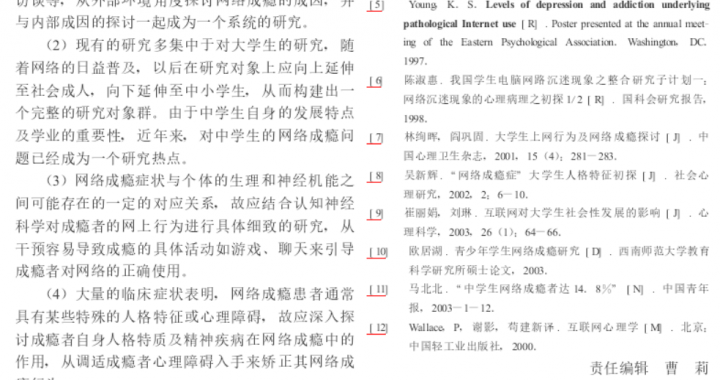 访谈等，从外部环境角度探讨网络成瘾的成因，并
与内部成因的探讨一起成为一个系统的研究。
（2）现有的研究多集中于对大学生的研究，随
着网络的日益普及，以后在研究对象上应向上延伸
至社会成人，向下延伸至中小学生，从而构建出一
个完整的研究对象群。由于中学生自身的发展特点
及学业的重要性，近年来，对中学生的网络成瘾问
题已经成为一个研究热点。
（3）网络成瘾症状与个体的生理和神经机能之
间可能存在的一定的对应关系，故应结合认知神经
科学对成瘾者的网上行为进行具体细致的研究，从
干预容易导致成瘾的具体活动如游戏、聊天来引导
成瘾者对网络的正确使用。
（4）大量的临床症状表明，网络成瘾患者通常
具有某些特殊的人格特征或心理障碍，故应深入探
讨成瘾者自身人格特质及精神疾病在网络成瘾中的
作用，从调适成瘾者心理障碍入手来矫正其网络成
[5] Young, K. S. Levels of depression and addiction underlying
pathological Internet use [R]. Poster presented at the annual meet-
ing of the Eastern Psychological Association. Washington, DC.
1997.
[6] 陈淑惠. 我国学生电脑网路沉迷现象之整合研究子计划一:
网络沉迷现象的心理病理之初探 1/2 [R]. 国科会研究报告,
1998.
[7] 林绚晖, 阎巩固. 大学生上网行为及网络成瘾探讨 [J]. 中
国心理卫生杂志, 2001, 15 (4): 281-283.
[8] 吴新辉. “网络成瘾症” 大学生人格特征初探 [J]. 社会心
理研究, 2002, 2: 6-10.
[9] 崔丽娟, 刘琳. 互联网对大学生社会性发展的影响 [J]. 心
理科学, 2003, 26 (1): 64-66.
[10] 欧居湖. 青少年学生网络成瘾研究 [D]. 西南师范大学教育
科学研究所硕士论文, 2003.
[11] 马北北. “中学生网络成瘾者达 14. 8%” [N]. 中国青年
报, 2003-1-12.
[12] Wallace, P, 谢影, 苟建新译. 互联网心理学 [M]. 北京:
中国轻工业出版社, 2000.
责任编辑 曹 莉